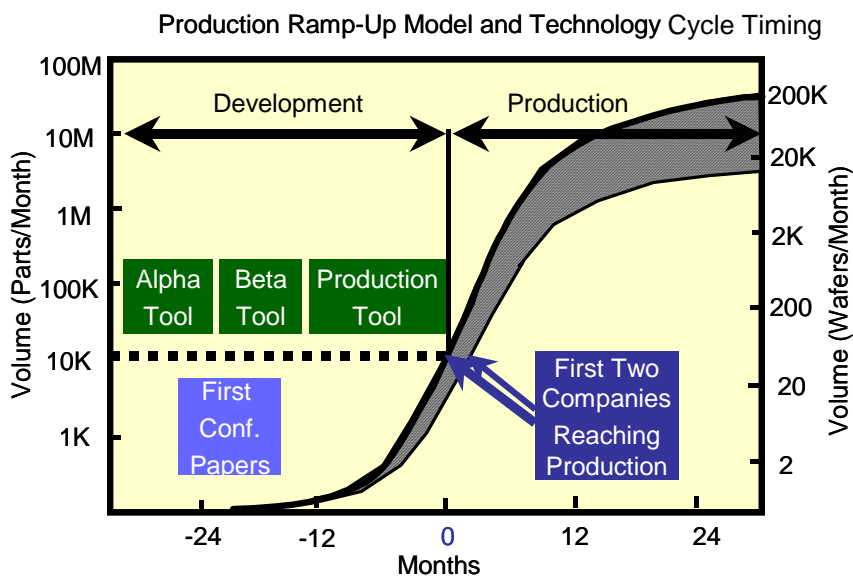 Production Ramp-Up Model and Technology Cycle Timing
Volume (Parts/Month)
100M
10M
1M
100K
10K
1K
Development
Production
Alpha
Tool
Beta
Tool
Production
Tool
First
Conf.
Papers
First Two
Companies
Reaching
Production
200K
20K
2K
200
20
2
Volume (Wafers/Month)
-24
-12
0
12
24
Months